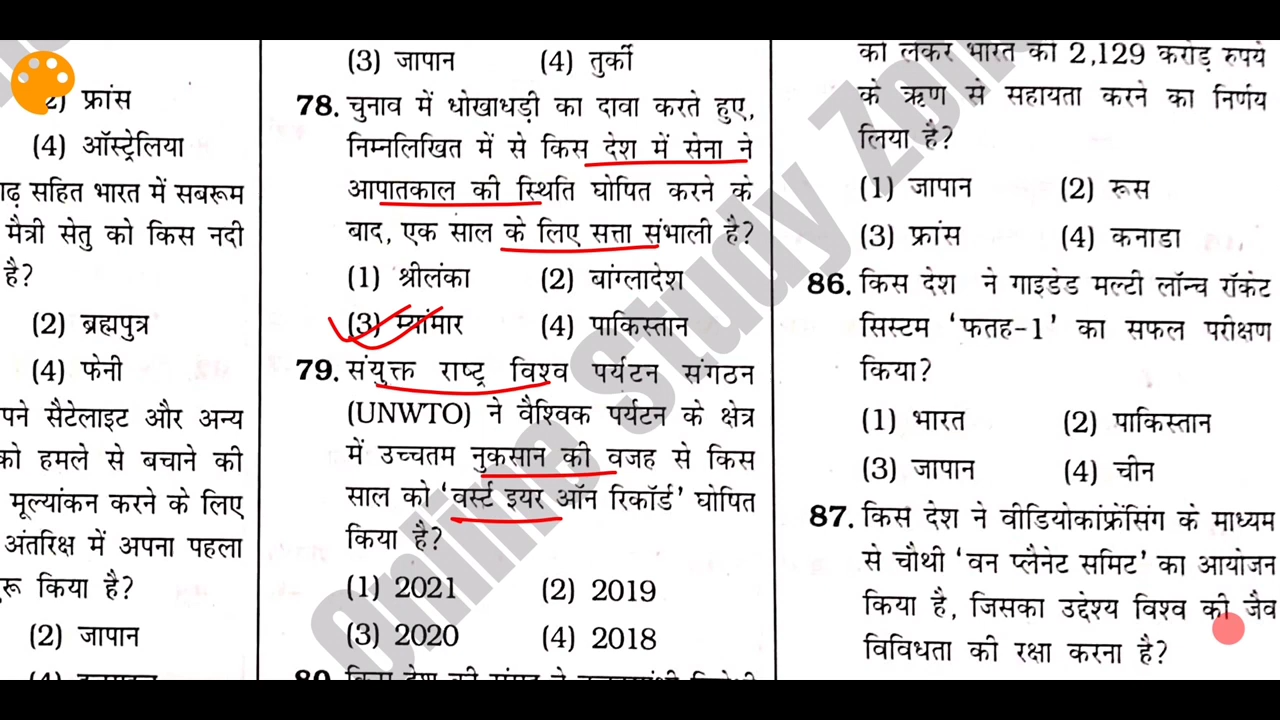 2) फ्रांस
(4) ऑस्ट्रेलिया
सहित भारत में सबरूम
मैत्री सेतु को किस नदी
है?
(2) ब्रह्मपुत्र
(4) फेनी
पने सैटेलाइट और अन्य
को हमले से बचाने की
मूल्यांकन करने के लिए
अंतरिक्ष में अपना पहला
किया है?
(2) जापान
(3) जापान (4) तुर्की
78. चुनाव में धोखाधड़ी का दावा करते हुए,
निम्नलिखित में से किस देश में सेना ने
आपातकाल की स्थिति घोषित करने के
बाद, एक साल के लिए सत्ता संभाली है?
(1) श्रीलंका (2) बांग्लादेश
(3) म्यांमार (4) पाकिस्तान
79. संयुक्त राष्ट्र विश्व पर्यटन संगठन
(UNWTO) ने वैश्विक पर्यटन के क्षेत्र
में उच्चतम नुकसान की वजह से किस
साल को 'वर्स्ट इयर ऑन रिकॉर्ड' घोषित
किया है?
(1) 2021 (2) 2019
(3) 2020 (4) 2018
को लेकर भारत को 2,129 करोड़ रुपये
के ऋण से सहायता करने का निर्णय
लिया है?
(1) जापान (2) रूस
(3) फ्रांस (4) कनाडा
86. किस देश ने गाइडेड मल्टी लॉन्च रॉकेट
सिस्टम 'फतह-1' का सफल परीक्षण
किया?
(1) भारत (2) पाकिस्तान
(3) जापान (4) चीन
87. किस देश ने वीडियोकांफ्रेंसिंग के माध्यम
से चौथी 'वन प्लैनेट समिट' का आयोजन
किया है, जिसका उद्देश्य विश्व की जैव
विविधता की रक्षा करना है?
Online Study Zone